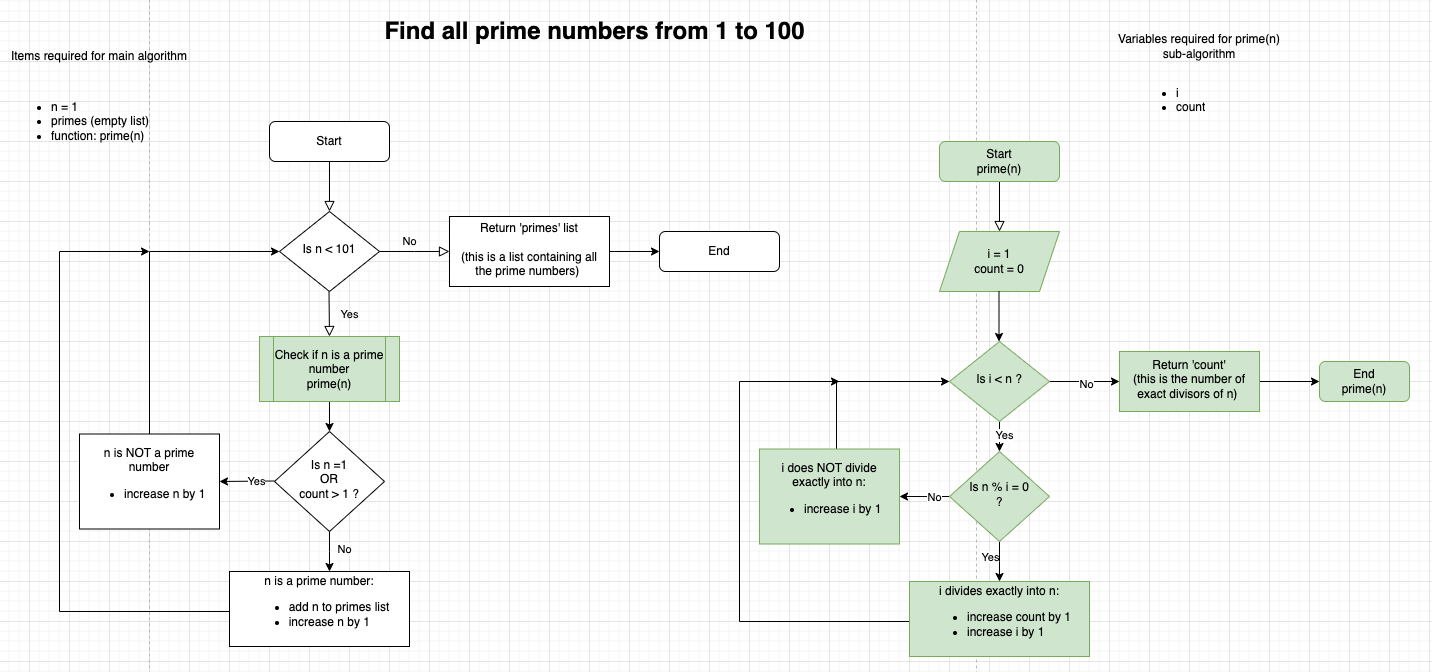 Find all prime numbers from 1 to 100
Items required for main algorithm
• n = 1
• primes (empty list)
• function: prime(n)
Start
Is n < 101
No
Return 'primes' list
(this is a list containing all
the prime numbers)
End
Yes
Check if n is a prime
number
prime(n)
Is n =1
OR
count > 1 ?
Yes
n is NOT a prime
number
• increase n by 1
No
n is a prime number:
• add n to primes list
• increase n by 1
Variables required for prime(n)
sub-algorithm
• i
• count
Start
prime(n)
i = 1
count = 0
Is i < n ?
No
Return 'count'
(this is the number of
exact divisors of n)
End
prime(n)
Yes
Is n % i = 0
?
No
i does NOT divide
exactly into n:
• increase i by 1
Yes
i divides exactly into n:
• increase count by 1
• increase i by 1